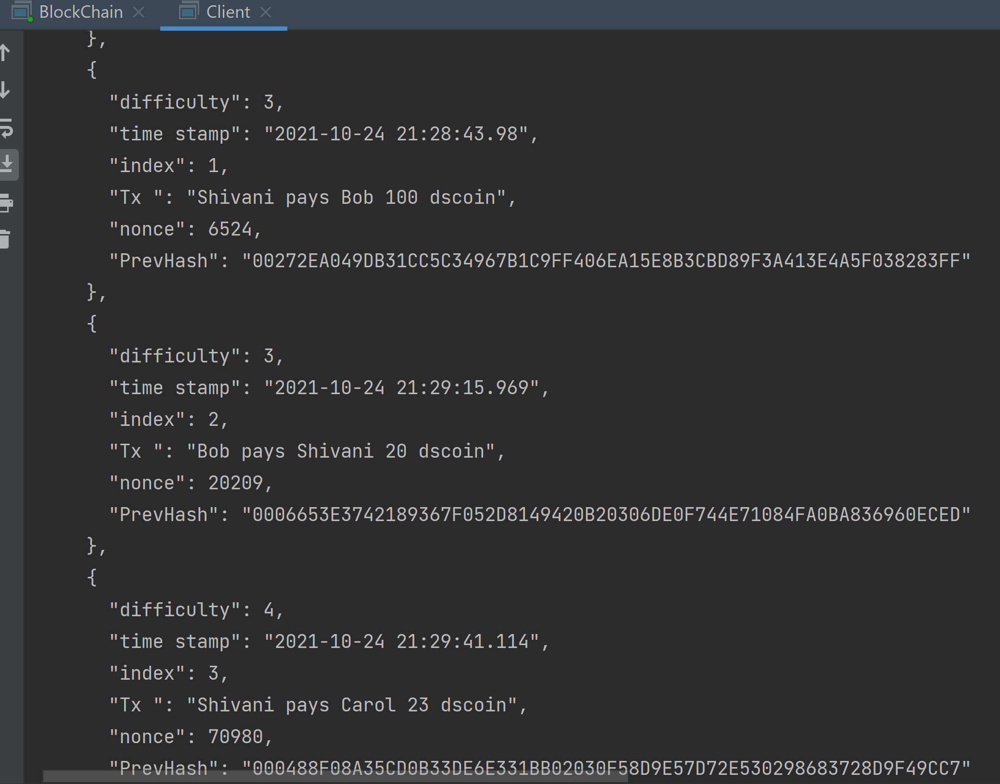 BlockChain Client
},
{
"difficulty": 3,
"time stamp": "2021-10-24 21:28:43.98",
"index": 1,
"Tx ": "Shivani pays Bob 100 dscoin",
"nonce": 6524,
"PrevHash": "00272EA049DB31CC5C34967B1C9FF406EA15E8B3CBD89F3A413E4A5F038283FF"
},
{
"difficulty": 3,
"time stamp": "2021-10-24 21:29:15.969",
"index": 2,
"Tx ": "Bob pays Shivani 20 dscoin",
"nonce": 20209,
"PrevHash": "0006653E3742189367F052D8149420B20306DE0F744E71084FA0BA836960ECED"
},
{
"difficulty": 4,
"time stamp": "2021-10-24 21:29:41.114",
"index": 3,
"Tx ": "Shivani pays Carol 23 dscoin",
"nonce": 70980,
"PrevHash":